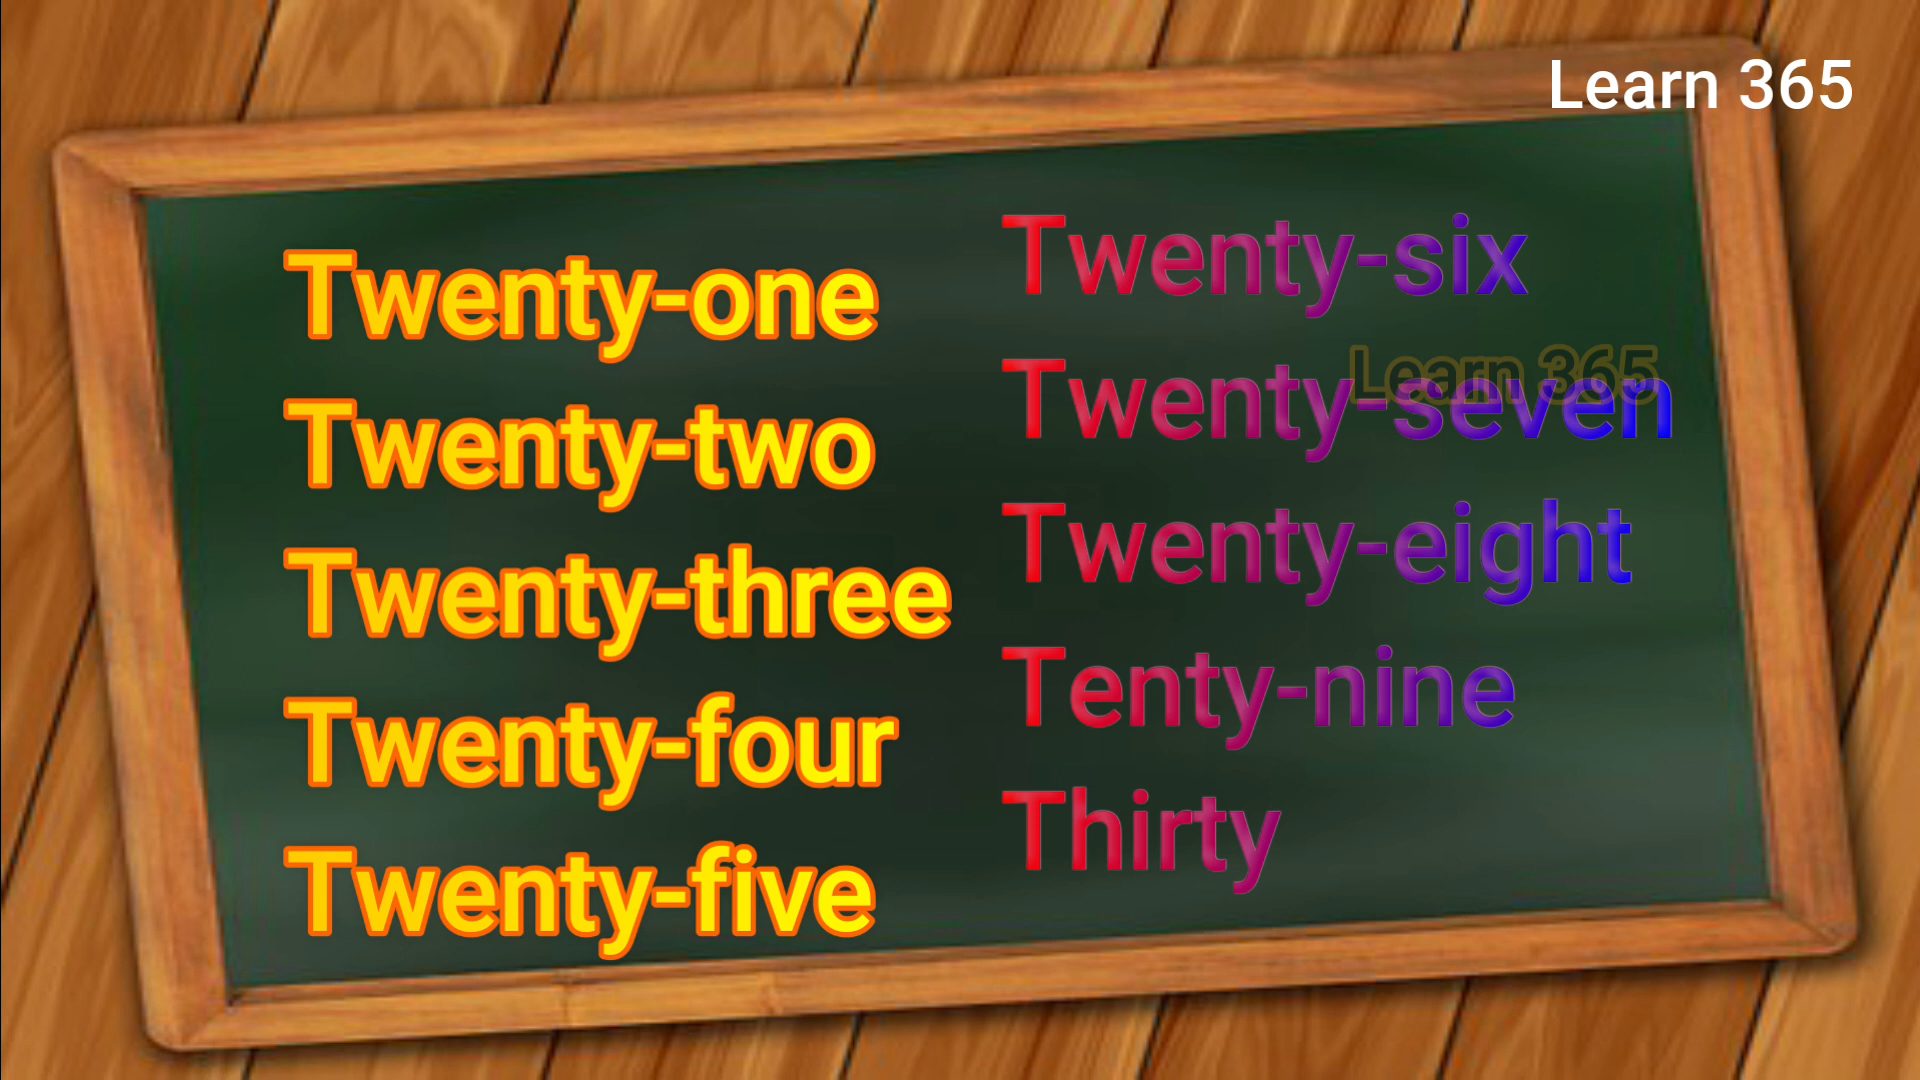 Learn 365
Twenty-one
Twenty-two
Twenty-three
Twenty-four
Twenty-five
Twenty-six
Learn 365
Twenty-seven
Twenty-eight
Tenty-nine
Thirty